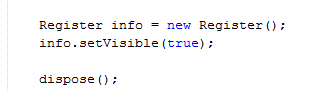 Register info = new Register();
info.setVisible(true);
dispose();